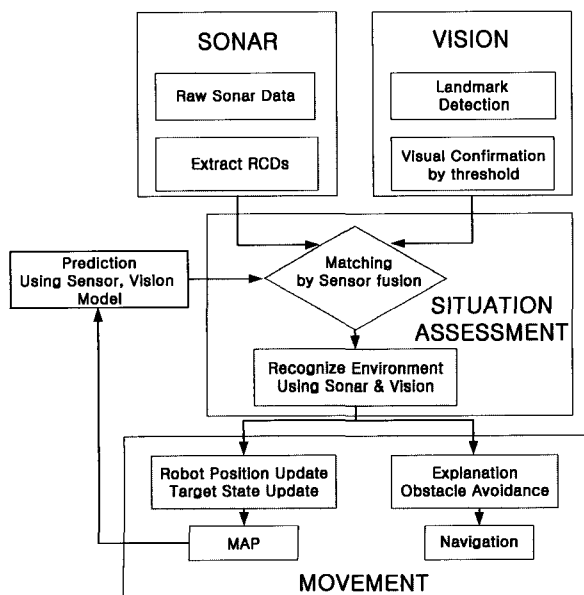 SONAR
Raw Sonar Data
Extract RCDs
VISION
Landmark
Detection
Visual Confirmation
by threshold
Prediction
Using Sensor, Vision
Model
Matching
by Sensor fusion
SITUATION
ASSESSMENT
Recognize Environment
Using Sonar & Vision
Robot Position Update
Target State Update
MAP
Explanation
Obstacle Avoidance
Navigation
MOVEMENT